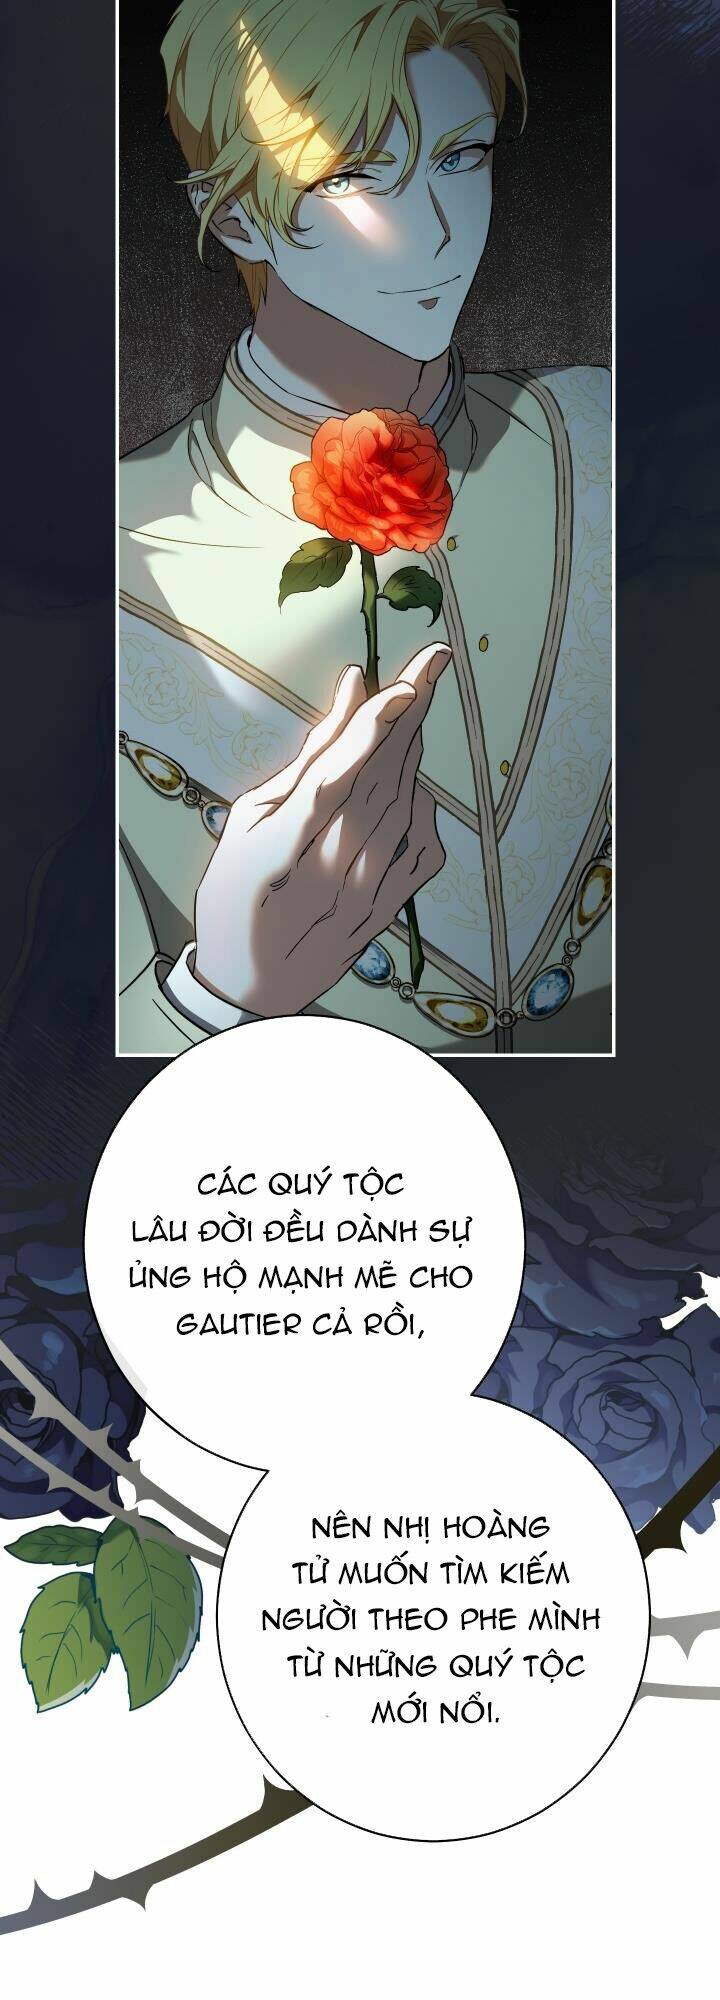 CÁC QUÝ TỘC
LÂU ĐỜI ĐỀU DÀNH SỰ
ỦNG HỘ MẠNH MẼ CHO
GAUTIER CẢ RỒI,
NÊN NHỊ HOÀNG
TỬ MUỐN TÌM KIẾM
NGƯỜI THEO PHE MÌNH
TỪ NHỮNG QUÝ TỘC
MỚI NỔI.